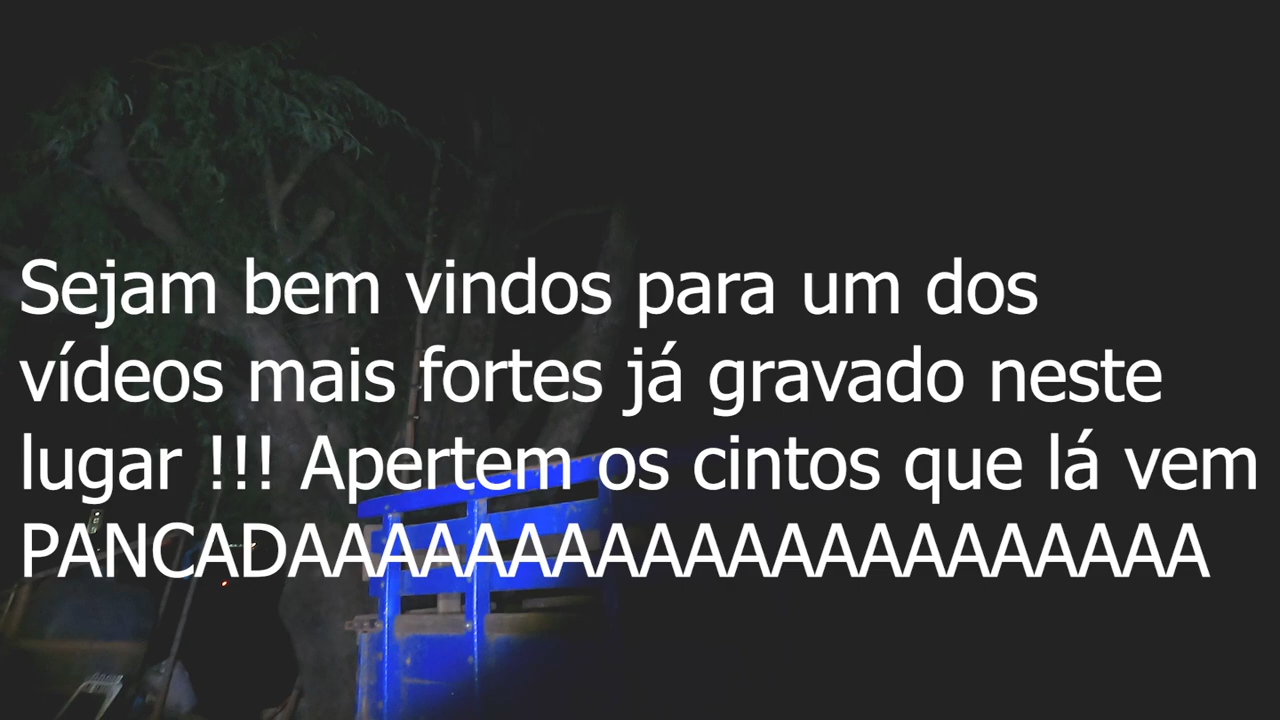 Sejam bem vindos para um dos
vídeos mais fortes já gravado neste
lugar !!! Apertem os cintos que lá vem
PANCADAAAAAAAAAAAAAAAAAAAAAA